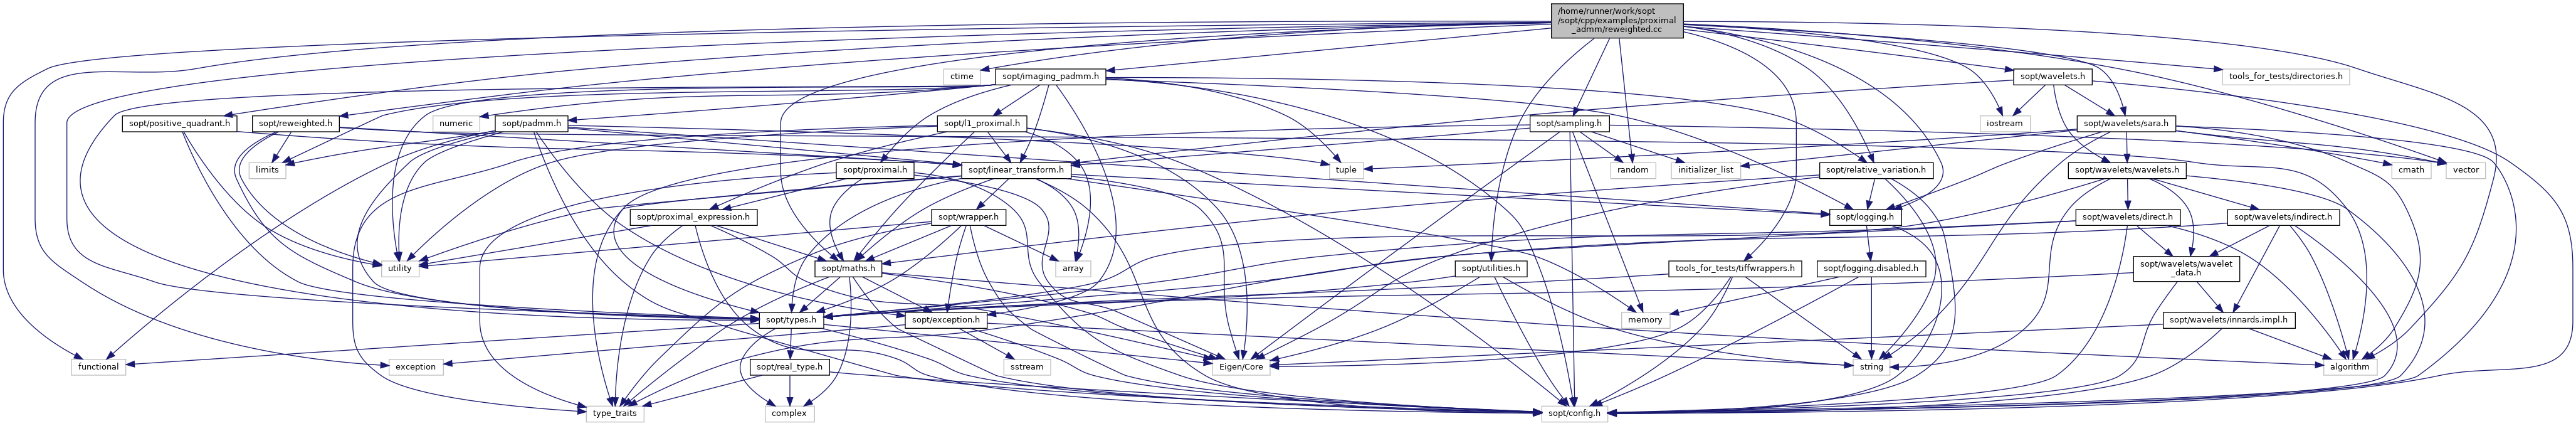 /home/runner/work/sopt
/sopt/cpp/examples/proximal
_admm/reweighted.cc
ctime
sopt/imaging_padmm.h
sopt/wavelets.h
tools_for_tests/directories.h
sopt/positive_quadrant.h
sopt/reweighted.h
numeric
sopt/padmm.h
sopt/l1_proximal.h
sopt/sampling.h
iostream
sopt/wavelets/sara.h
limits
sopt/proximal.h
sopt/linear_transform.h
tuple
random
initializer_list
sopt/relative_variation.h
sopt/wavelets/wavelets.h
cmath
vector
sopt/proximal_expression.h
sopt/wrapper.h
sopt/logging.h
sopt/wavelets/direct.h
sopt/wavelets/indirect.h
utility
sopt/maths.h
array
sopt/utilities.h
tools_for_tests/tiffwrappers.h
sopt/logging.disabled.h
sopt/wavelets/wavelet
_data.h
sopt/types.h
sopt/exception.h
memory
sopt/wavelets/innards.impl.h
functional
exception
sopt/real_type.h
sstream
Eigen/Core
string
algorithm
type_traits
complex
sopt/config.h